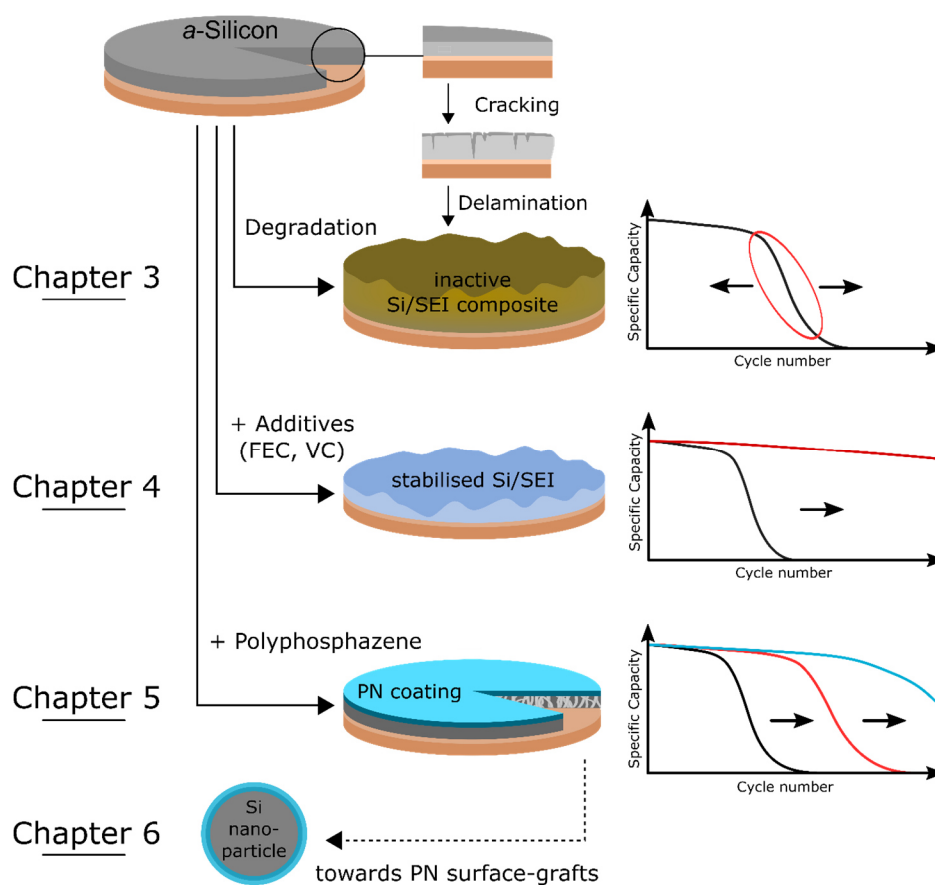 a-Silicon
Cracking
Delamination
Degradation
Chapter 3
inactive
Si/SEI composite
Specific Capacity
Cycle number
+ Additives
(FEC, VC)
Chapter 4
stabilised Si/SEI
Specific Capacity
Cycle number
+ Polyphosphazene
Chapter 5
PN coating
Specific Capacity
Cycle number
Chapter 6
Si
nano-
particle
towards PN surface-grafts